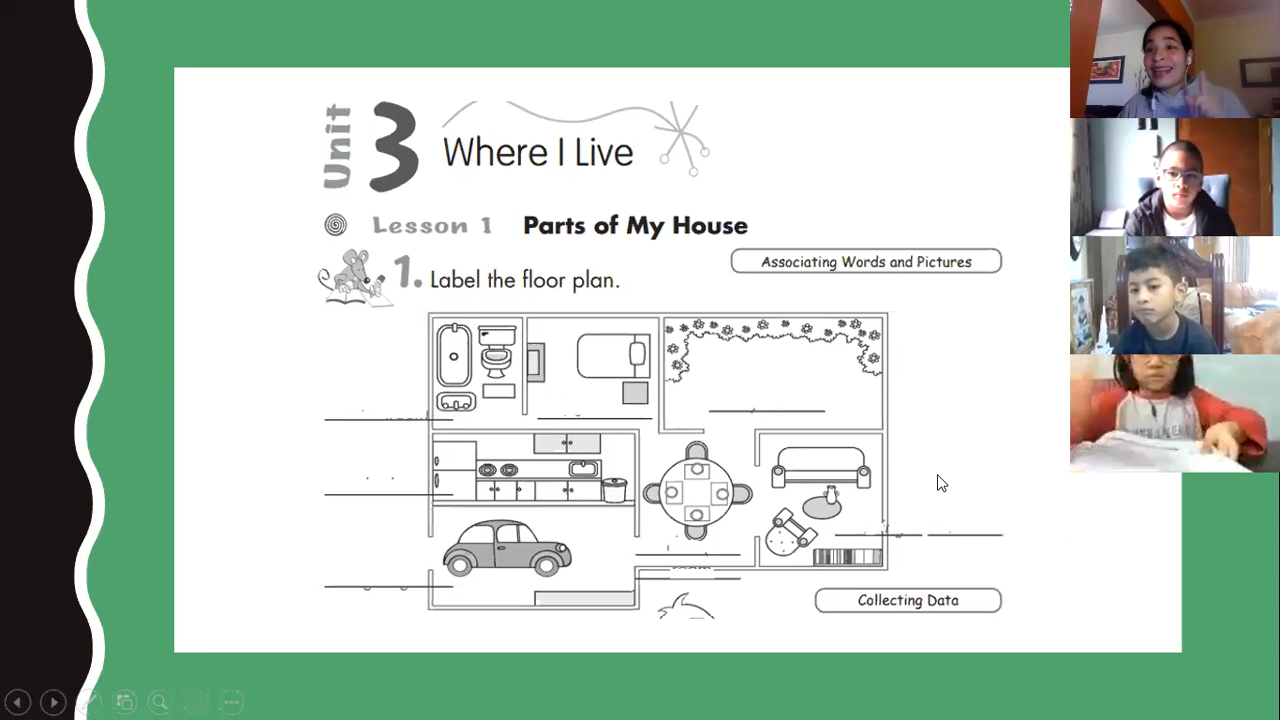 Unit 3 Where I Live
Lesson 1 Parts of My House
Associating Words and Pictures
1. Label the floor plan.
Collecting Data